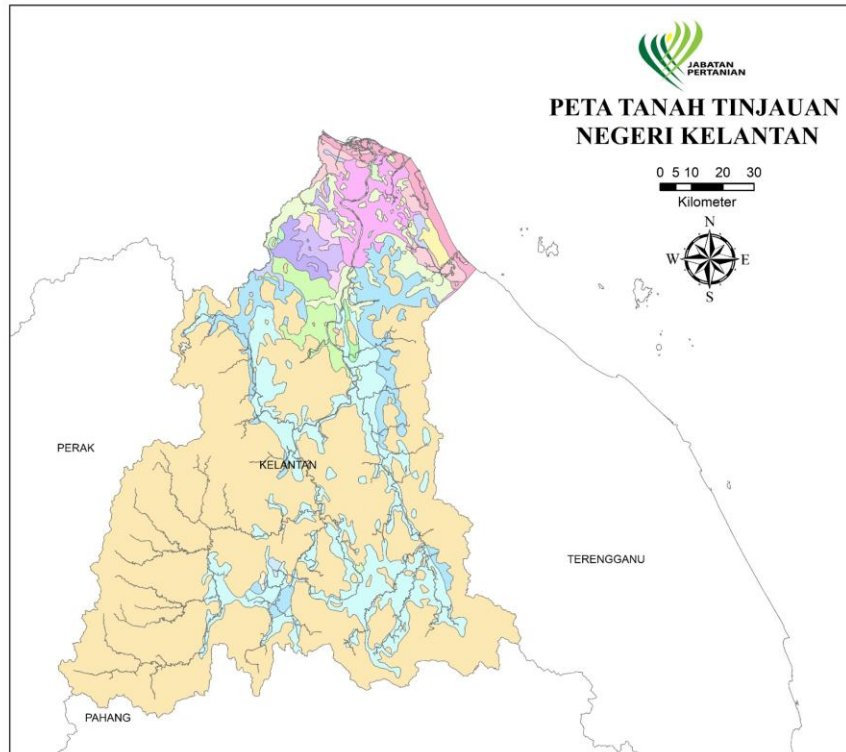 JABATAN
PERTANIAN
PETA TANAH TINJAUAN
NEGERI KELANTAN
0 5 10 20 30
Kilometer
N
W E
S
PERAK
KELANTAN
TERENGGANU
PAHANG